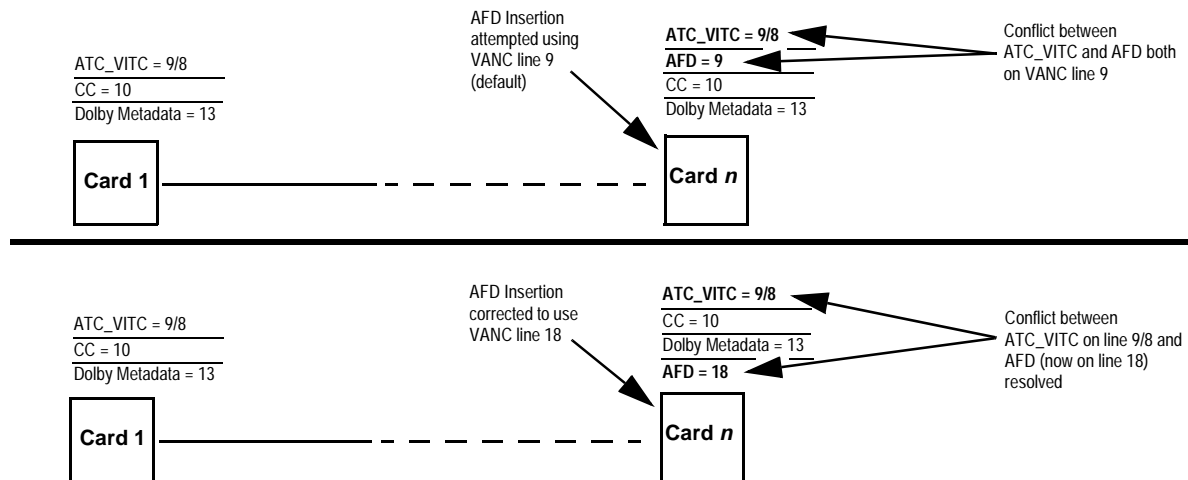 ATC_VITC = 9/8
CC = 10
Dolby Metadata = 13
Card 1
AFD Insertion
attempted using
VANC line 9
(default)
ATC_VITC = 9/8
AFD = 9
CC = 10
Dolby Metadata = 13
Card n
Conflict between
ATC_VITC and AFD both
on VANC line 9
ATC_VITC = 9/8
CC = 10
Dolby Metadata = 13
Card 1
AFD Insertion
corrected to use
VANC line 18
ATC_VITC = 9/8
CC = 10
Dolby Metadata = 13
AFD = 18
Card n
Conflict between
ATC_VITC on line 9/8 and
AFD (now on line 18)
resolved